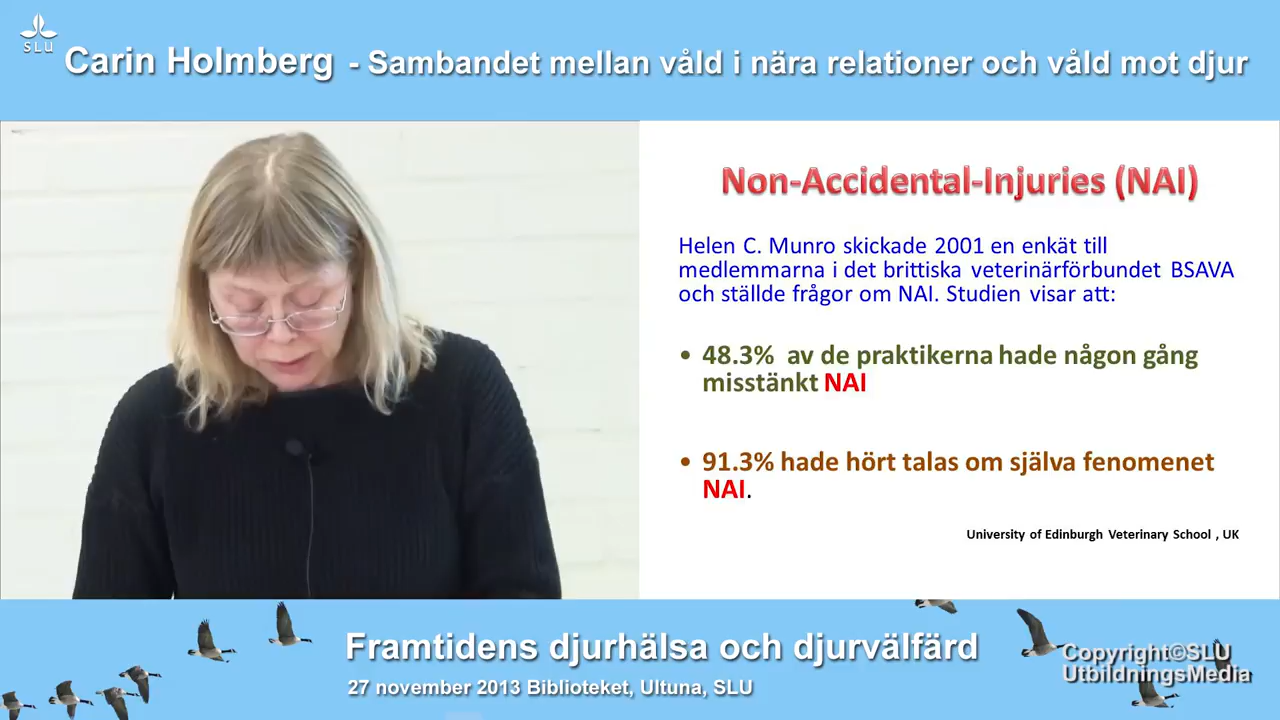 SLU
Carin Holmberg - Sambandet mellan våld i nära relationer och våld mot djur
Non-Accidental-Injuries (NAI)
Helen C. Munro skickade 2001 en enkät till
medlemmarna i det brittiska veterinärförbundet BSAVA
och ställde frågor om NAI. Studien visar att:
• 48.3% av de praktikerna hade någon gång
misstänkt NAI
• 91.3% hade hört talas om själva fenomenet
NAI.
University of Edinburgh Veterinary School , UK
Framtidens djurhälsa och djurvälfärd
27 november 2013 Biblioteket, Ultuna, SLU
Copyright©SLU
UtbildningsMedia